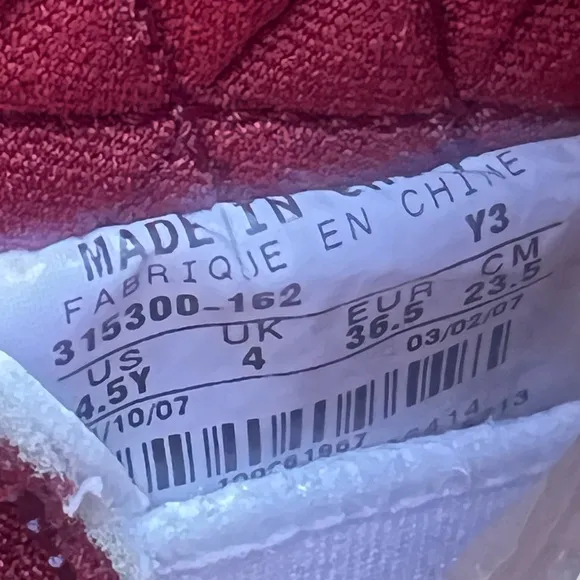 MADE IN
FABRIQUE EN CHINE
315300-162 Y3
US UK EUR CM
4.5Y 4 36.5 23.5
/10/07 03/02/07